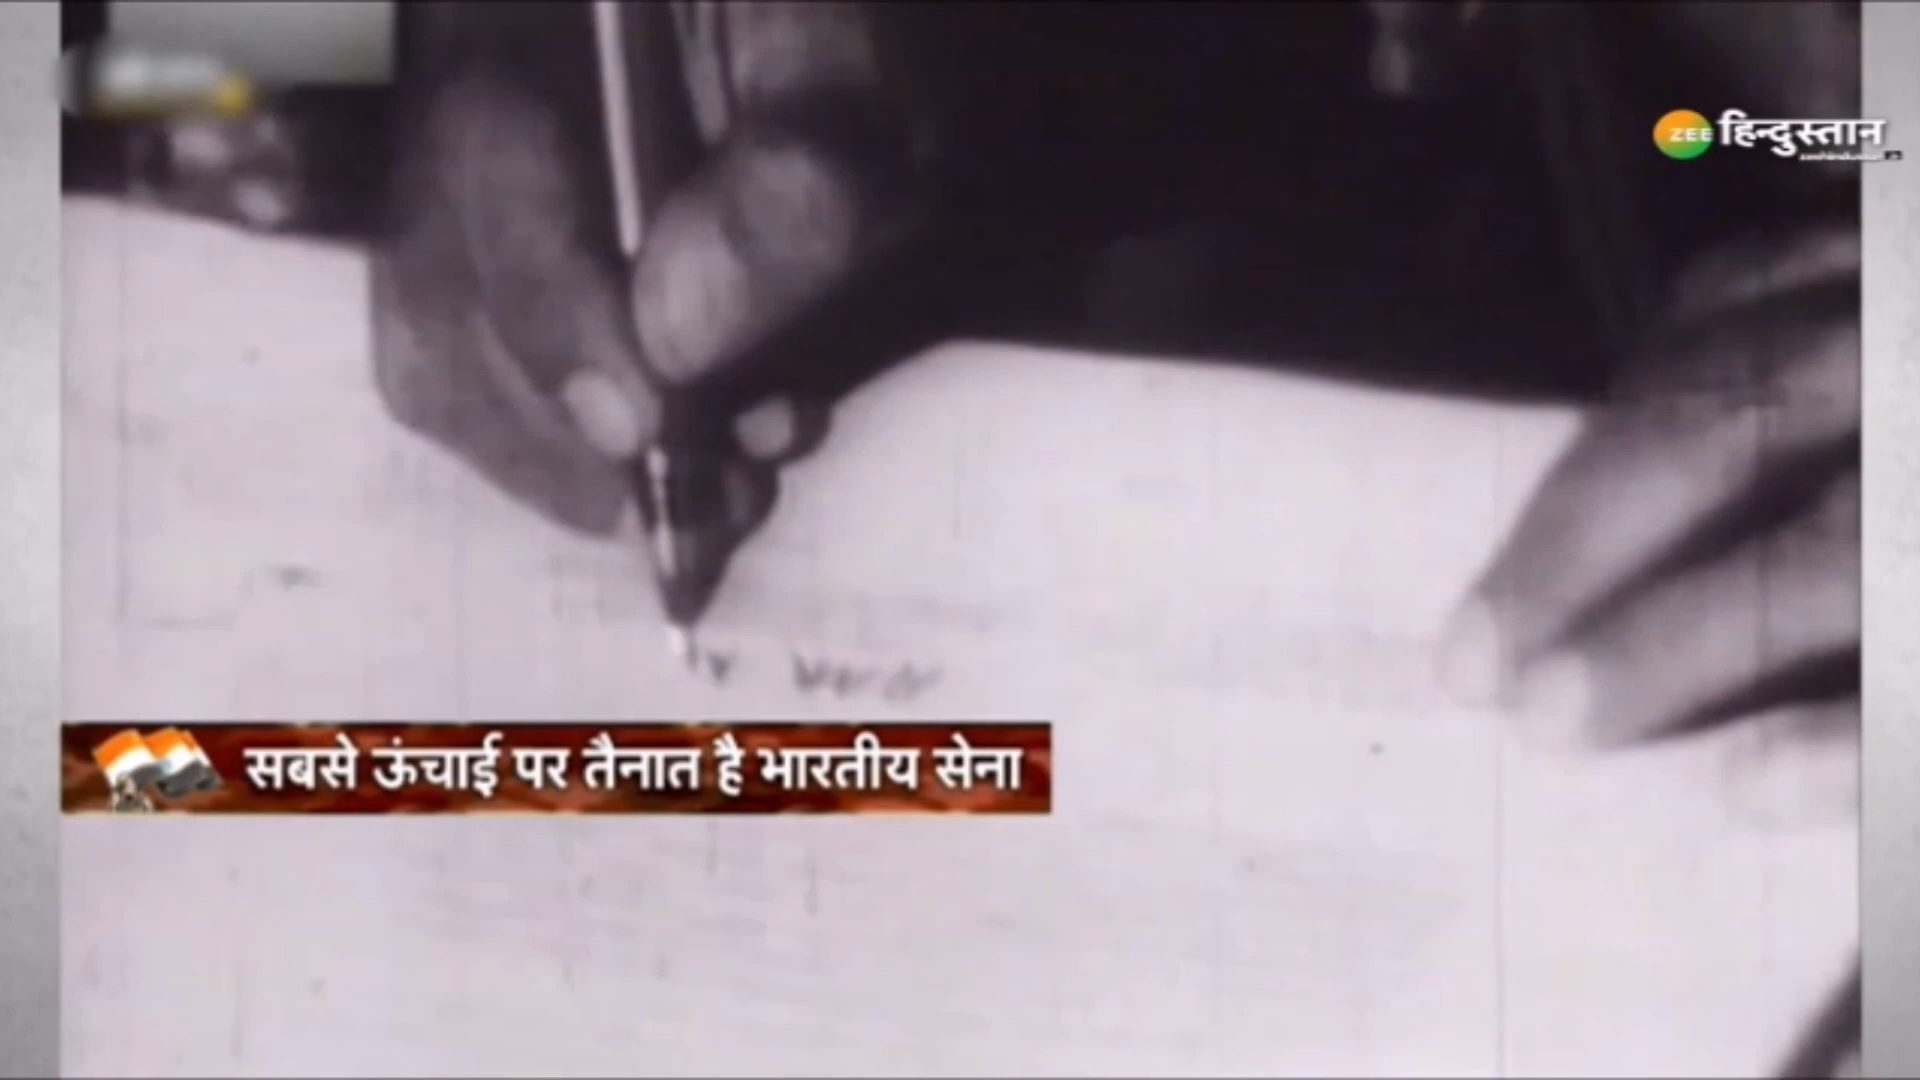 ZEE हिन्दुस्तान
सबसे ऊंचाई पर तैनात है भारतीय सेना